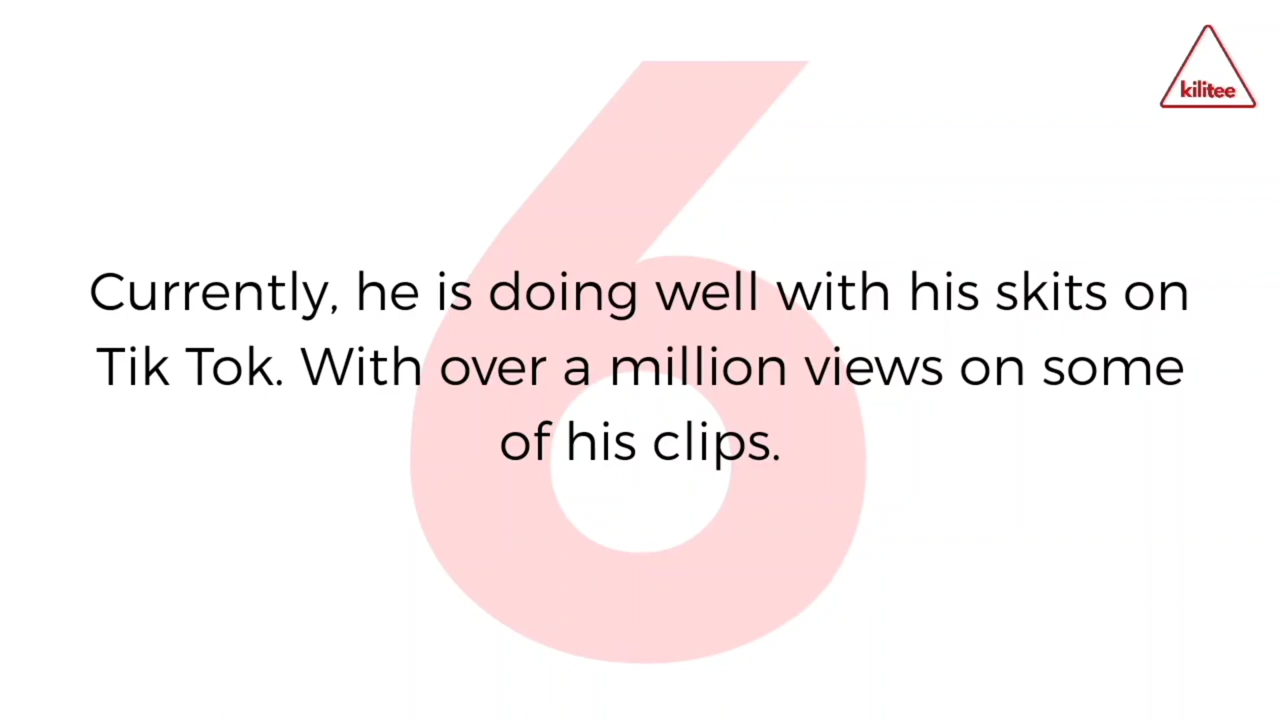 kilitee
6
Currently, he is doing well with his skits on
Tik Tok. With over a million views on some
of his clips.